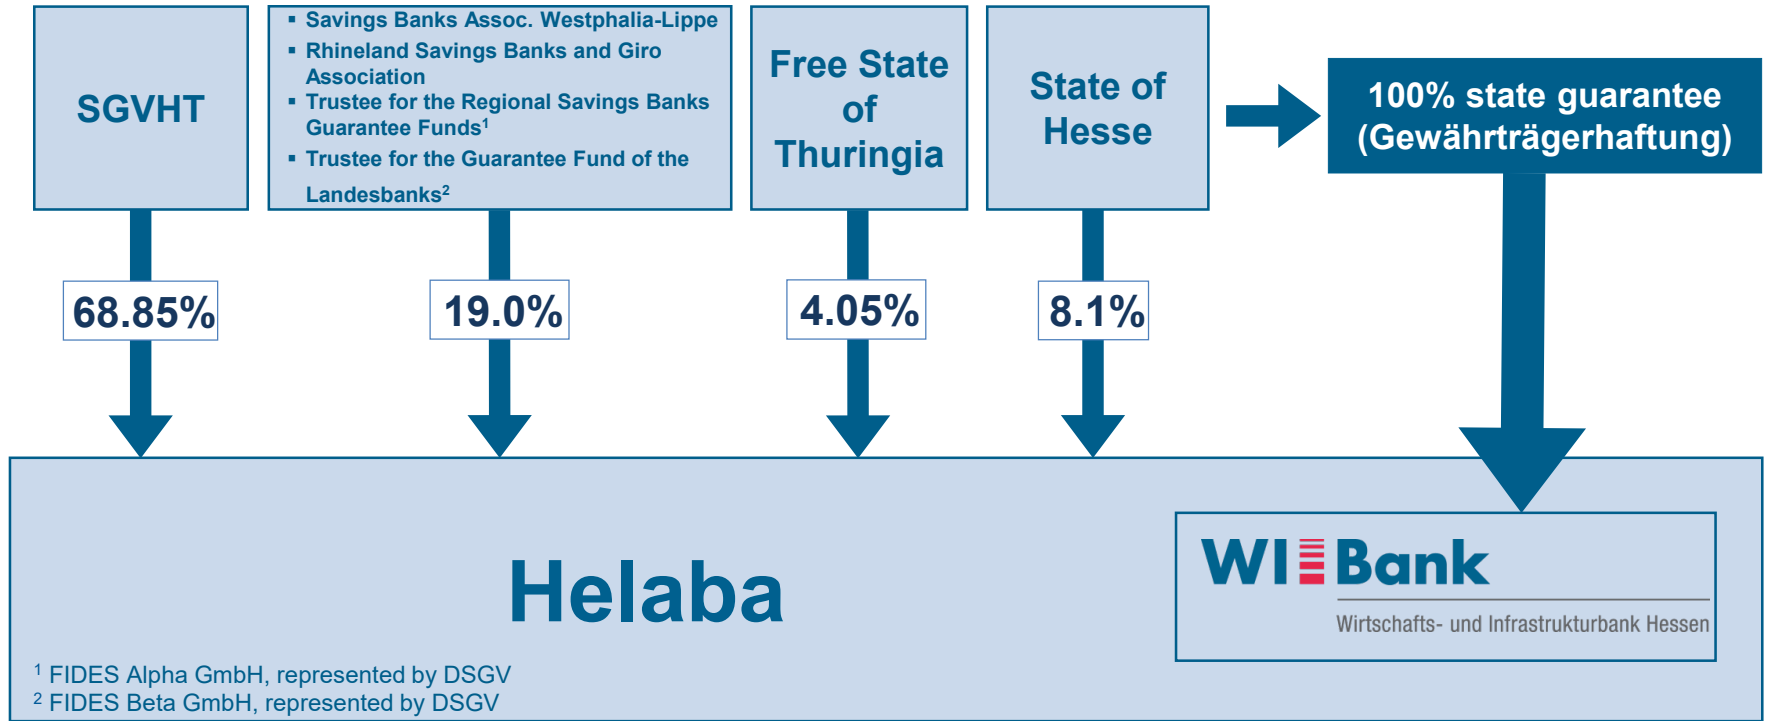 SGVHT
▪ Savings Banks Assoc. Westphalia-Lippe
▪ Rhineland Savings Banks and Giro
Association
▪ Trustee for the Regional Savings Banks
Guarantee Funds¹
▪ Trustee for the Guarantee Fund of the
Landesbanks²
Free State
of
Thuringia
State of
Hesse
100% state guarantee
(Gewährträgerhaftung)
68.85%
19.0%
4.05%
8.1%
Helaba
WIBank
Wirtschafts- und Infrastrukturbank Hessen
¹ FIDES Alpha GmbH, represented by DSGV
² FIDES Beta GmbH, represented by DSGV